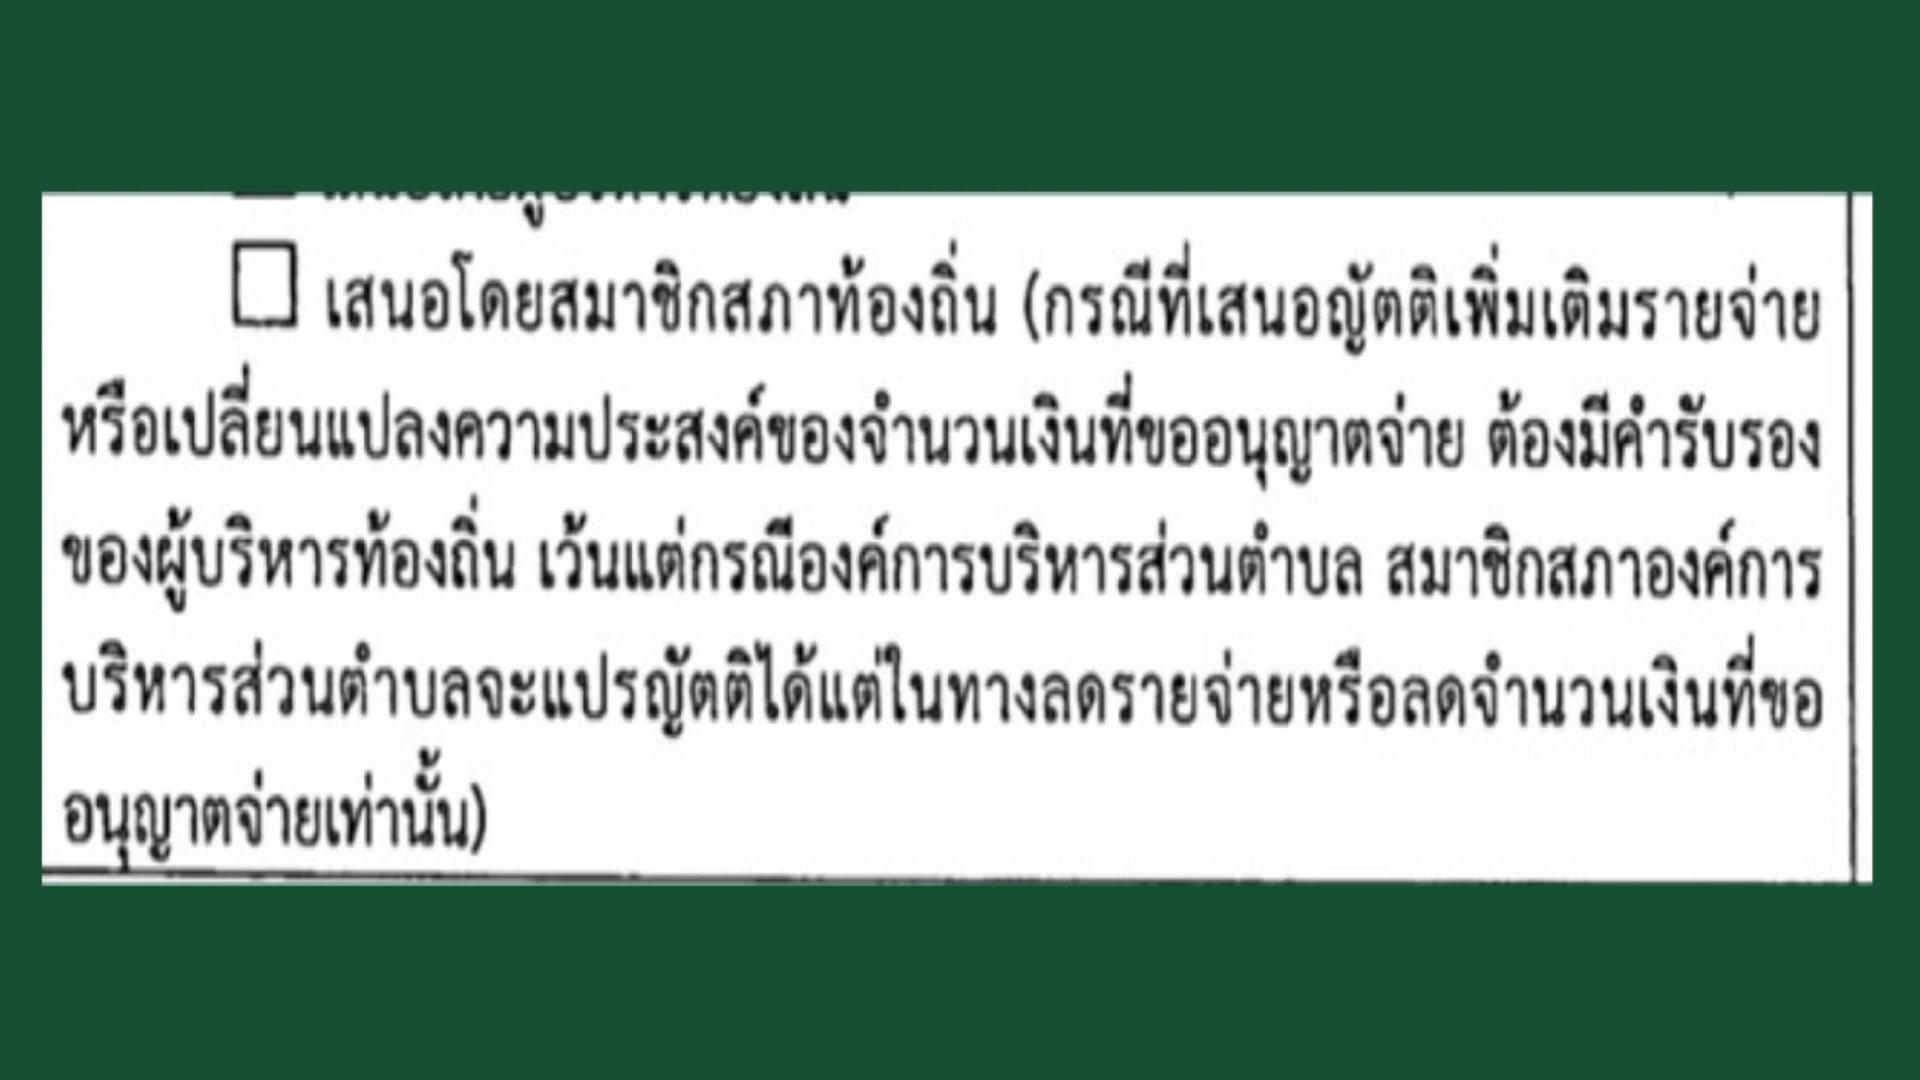 เสนอโดยสมาชิกสภาท้องถิ่น (กรณีที่เสนอญัตติเพิ่มเติมรายจ่าย
หรือเปลี่ยนแปลงความประสงค์ของจำนวนเงินที่ขออนุญาตจ่าย ต้องมีคำรับรอง
ของผู้บริหารท้องถิ่น เว้นแต่กรณีองค์การบริหารส่วนตำบล สมาชิกสภาองค์การ
บริหารส่วนตำบลจะแปรญัตติได้แต่ในทางลดรายจ่ายหรือลดจำนวนเงินที่ขอ
อนุญาตจ่ายเท่านั้น)